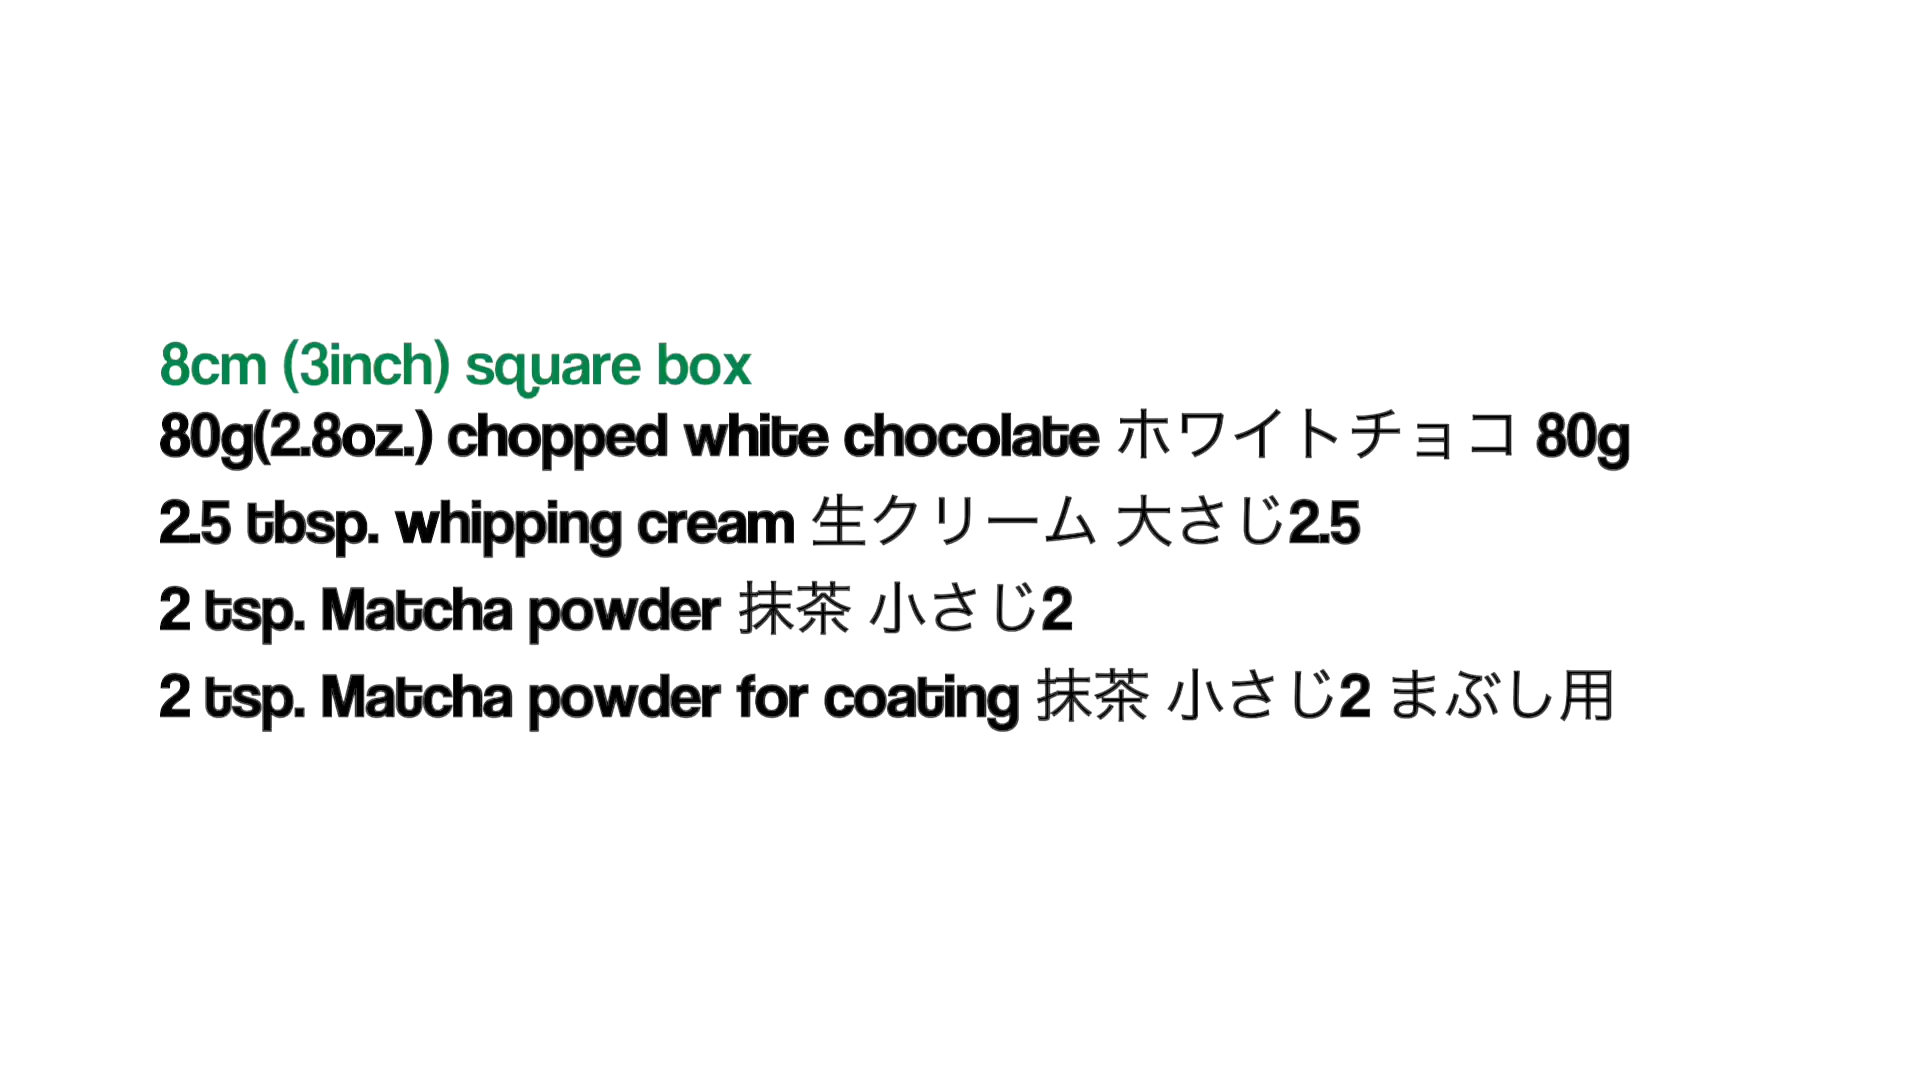 8cm (3inch) square box
80g(2.8oz.) chopped white chocolate ホワイトチョコ 80g
2.5 tbsp. whipping cream 生クリーム 大さじ2.5
2 tsp. Matcha powder 抹茶 小さじ2
2 tsp. Matcha powder for coating 抹茶 小さじ2 まぶし用